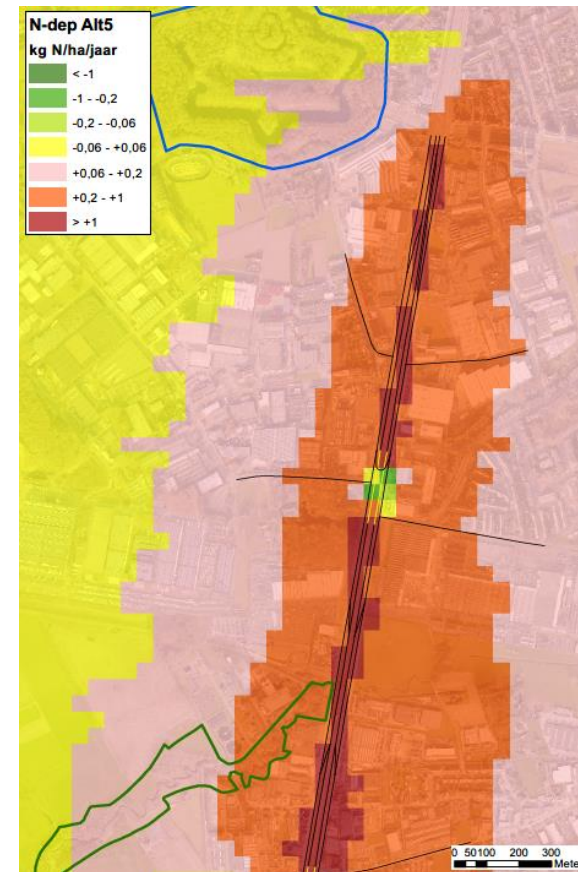 N-dep Alt5
kg N/ha/jaar
< -1
-1 - -0,2
-0,2 - -0,06
-0,06 - +0,06
+0,06 - +0,2
+0,2 - +1
> +1
0 50100 200 300
Mete